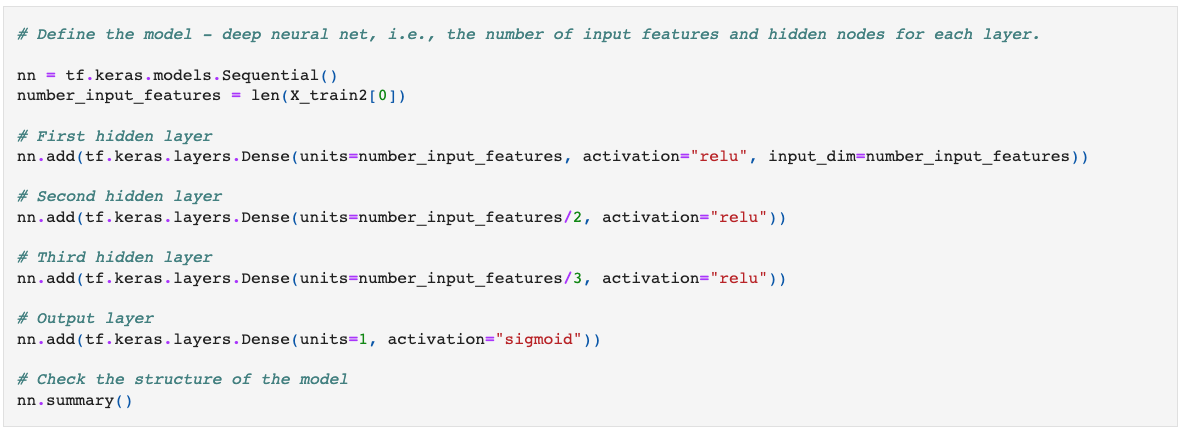 # Define the model - deep neural net, i.e., the number of input features and hidden nodes for each layer.
nn = tf.keras.models.Sequential()
number_input_features = len(X_train2[0])
# First hidden layer
nn.add(tf.keras.layers.Dense(units=number_input_features, activation="relu", input_dim=number_input_features))
# Second hidden layer
nn.add(tf.keras.layers.Dense(units=number_input_features/2, activation="relu"))
# Third hidden layer
nn.add(tf.keras.layers.Dense(units=number_input_features/3, activation="relu"))
# Output layer
nn.add(tf.keras.layers.Dense(units=1, activation="sigmoid"))
# Check the structure of the model
nn.summary()